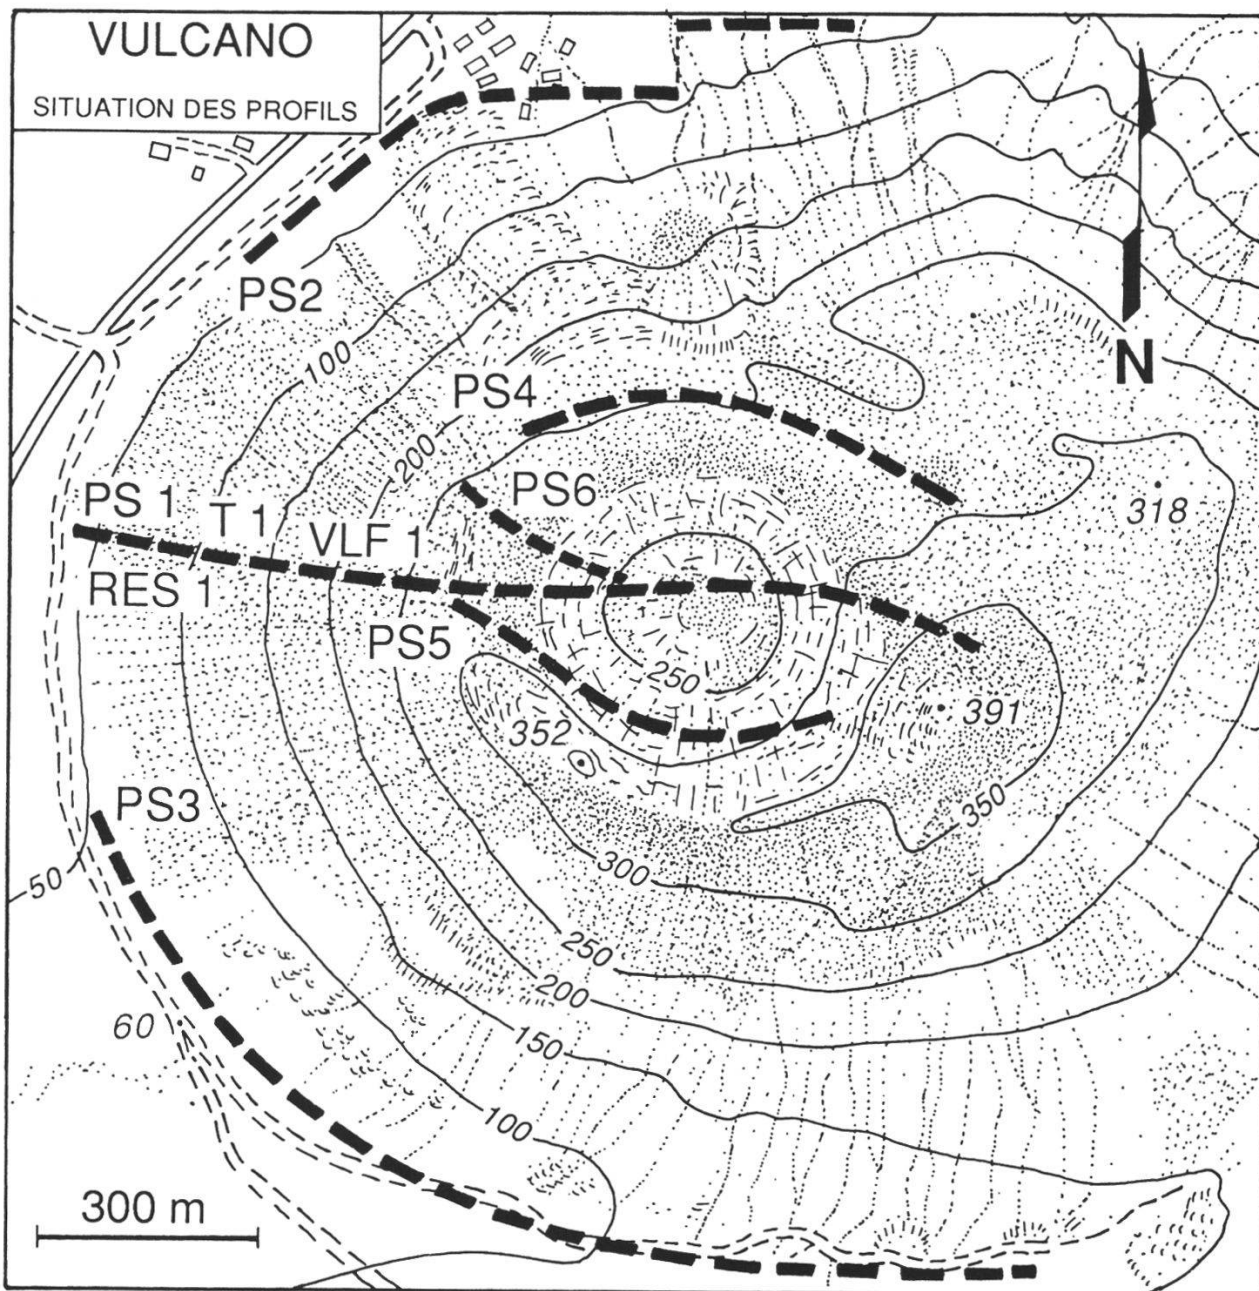 VULCANO
SITUATION DES PROFILS
PS2
N
100
PS4
200
PS6
318
PS 1
T 1
VLF 1
RES 1
PS5
250
391
352
PS3
350
300
50
250
200
60
150
100
300 m